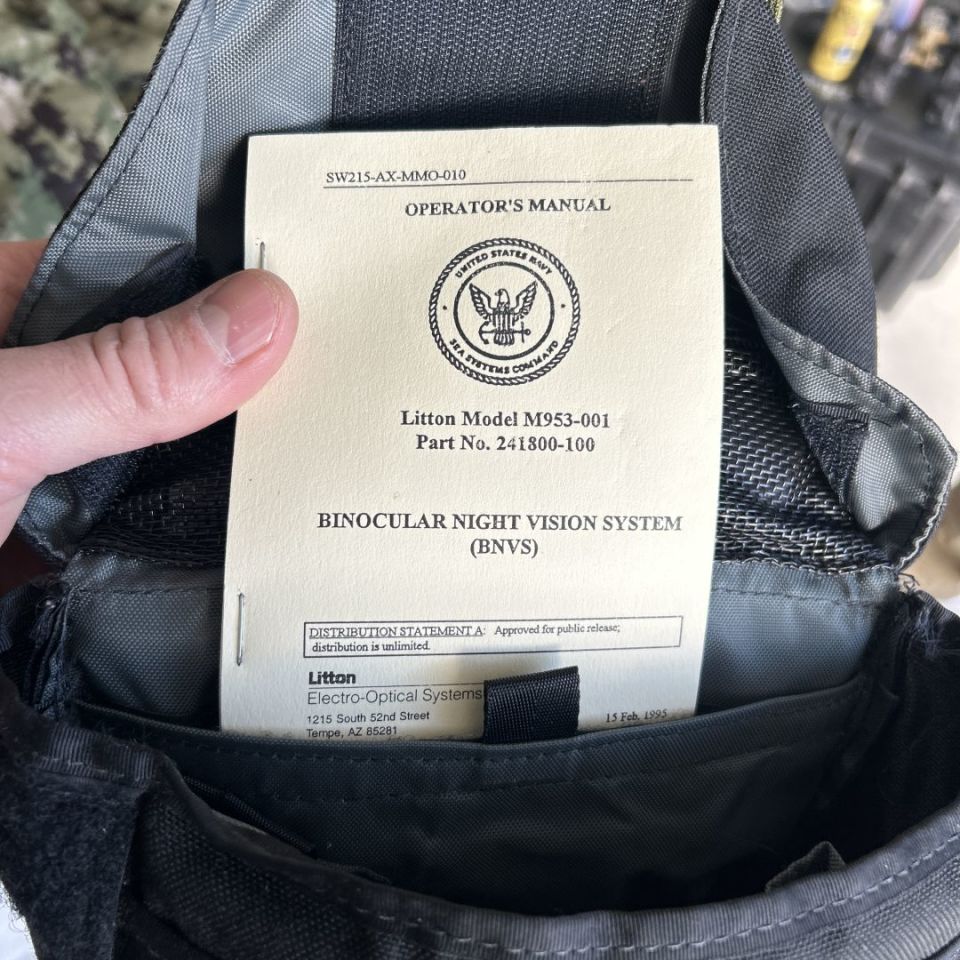 SW215-AX-MMO-010
OPERATOR'S MANUAL
UNITED STATES NAVY
SEA SYSTEMS COMMAND
Litton Model M953-001
Part No. 241800-100
BINOCULAR NIGHT VISION SYSTEM
(BNVS)
DISTRIBUTION STATEMENT A: Approved for public release;
distribution is unlimited.
Litton
Electro-Optical Systems
1215 South 52nd Street
Tempe, AZ 85281
15 Feb. 1995